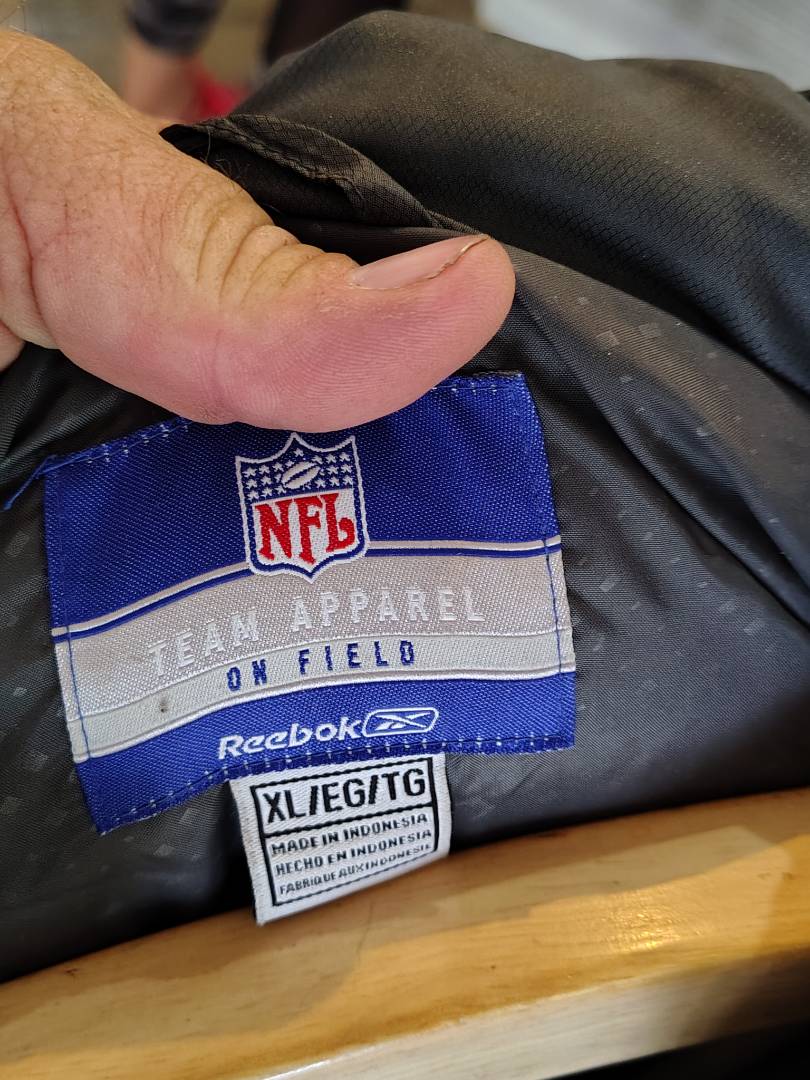 NFL
TEAM APPAREL
ON FIELD
Reebok
XL/EG/TG
MADE IN INDONESIA
HECHO EN INDONESIA
FABRIQUE AUX INDONESIE